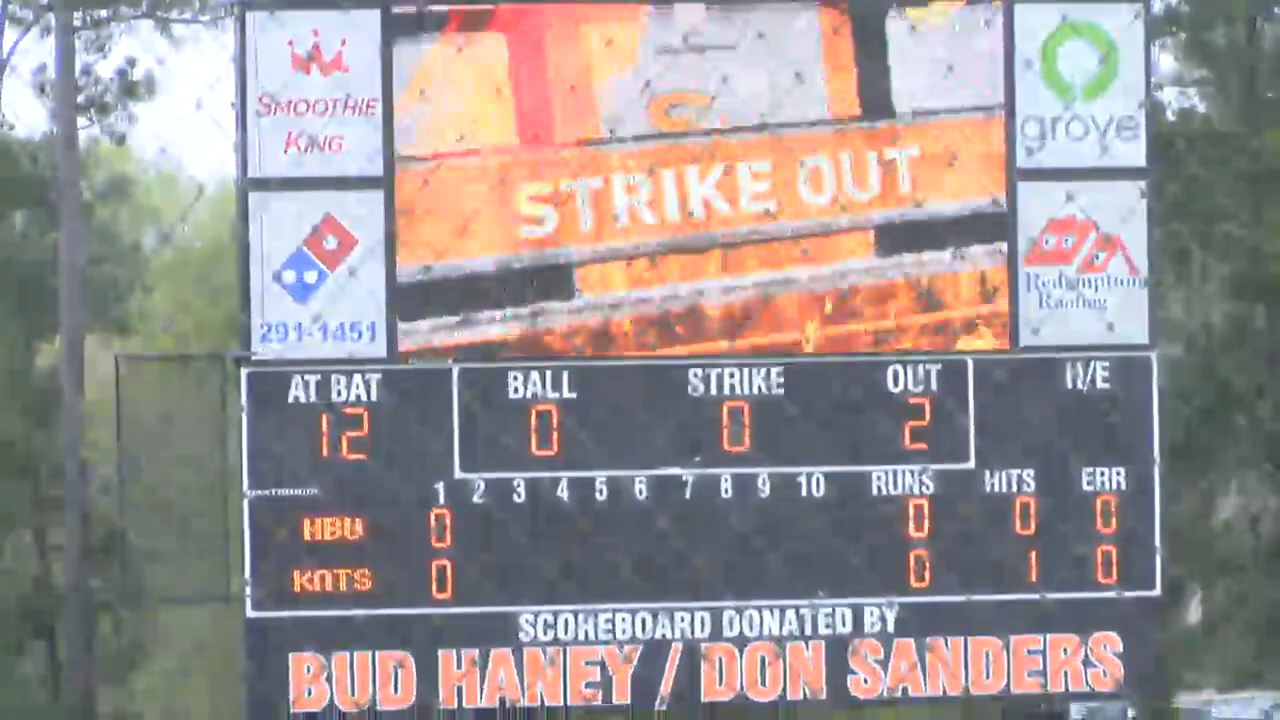 SMOOTHIE
KING
291-1451
STRIKE OUT
grove
Redemption
Roofing
AT BAT BALL STRIKE OUT H/E
12 0 0 2
1 2 3 4 5 6 7 8 9 10 RUNS HITS ERR
HBU 0 0 0 0
KNTS 0 0 1 0
SCOREBOARD DONATED BY
BUD HANEY / DON SANDERS